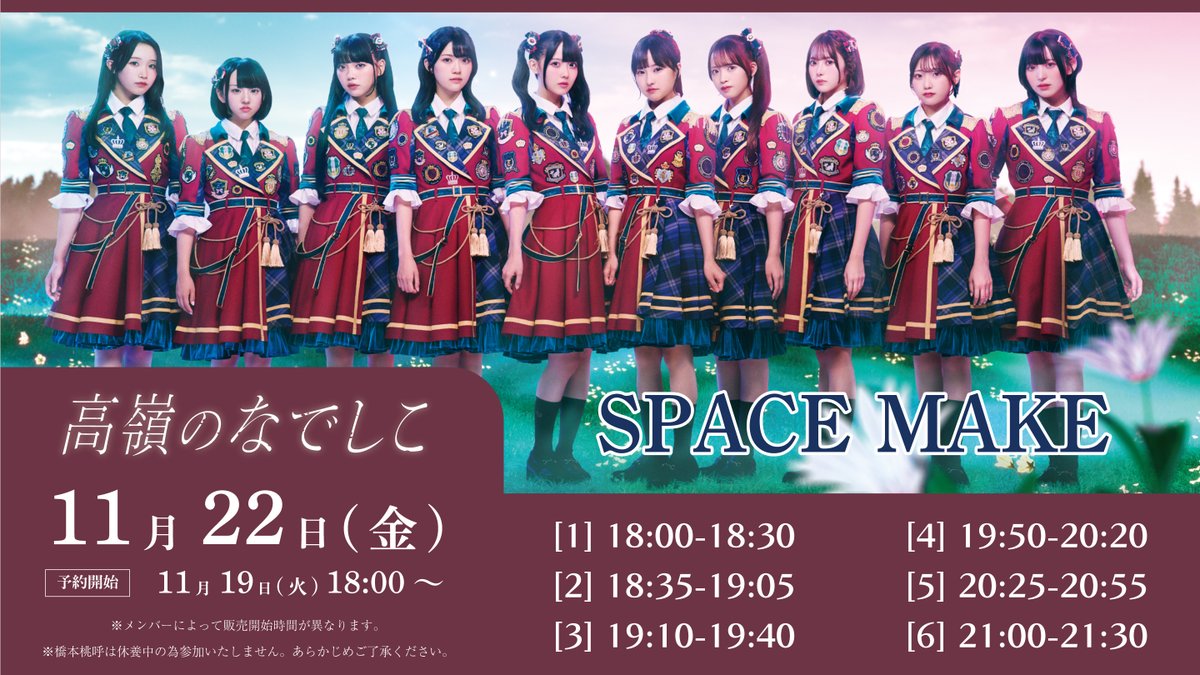 高嶺のなでしこ
SPACE MAKE
11月22日(金)
予約開始 11月19日(火) 18:00～
※メンバーによって販売開始時間が異なります。
※橋本桃呼は休養中の為参加いたしません。あらかじめご了承ください。
[1] 18:00-18:30
[2] 18:35-19:05
[3] 19:10-19:40
[4] 19:50-20:20
[5] 20:25-20:55
[6] 21:00-21:30